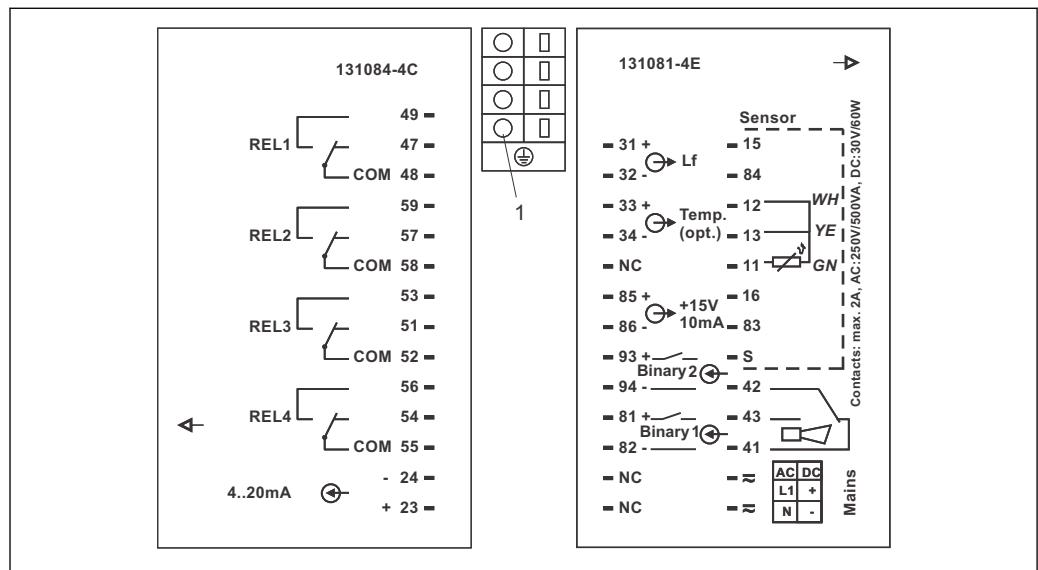 131084-4C
49
REL1
47
COM 48
59
REL2
57
COM 58
53
REL3
51
COM 52
56
REL4
54
COM 55
- 24
4..20mA
+ 23
1
131081-4E
Sensor
31 +
15
Lf
32 -
84
33 +
12
WH
Temp.
(opt.)
34 -
13
YE
NC
11
GN
85 +
16
+15V
10mA
86 -
83
93 +
S
Binary 2
94 -
42
81 +
43
Binary 1
82 -
41
NC
≂
NC
≂
AC DC
L1 +
N -
Mains
Contacts: max. 2A, AC:250V/500VA, DC:30V/60W